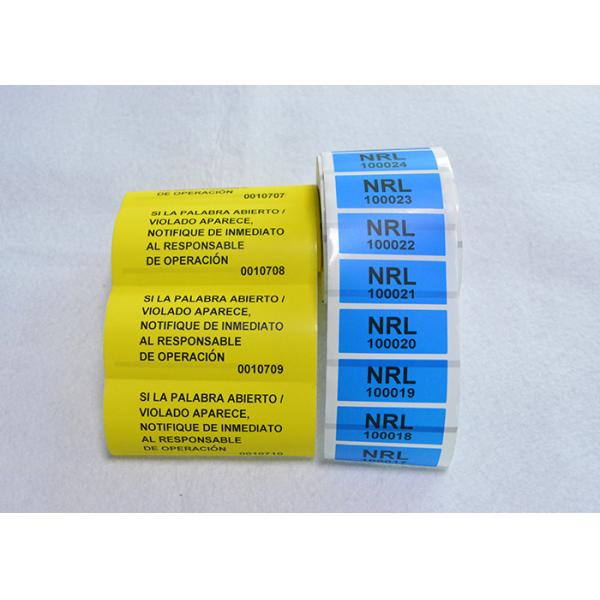 DE OPERACIÓN 0010707
SI LA PALABRA ABIERTO /
VIOLADO APARECE,
NOTIFIQUE DE INMEDIATO
AL RESPONSABLE
DE OPERACIÓN
0010708
SI LA PALABRA ABIERTO /
VIOLADO APARECE,
NOTIFIQUE DE INMEDIATO
AL RESPONSABLE
DE OPERACIÓN
0010709
SI LA PALABRA ABIERTO /
VIOLADO APARECE,
NOTIFIQUE DE INMEDIATO
AL RESPONSABLE
DE OPERACIÓN 0010710
NRL
100024
NRL
100023
NRL
100022
NRL
100021
NRL
100020
NRL
100019
NRL
100018
NRL
100017